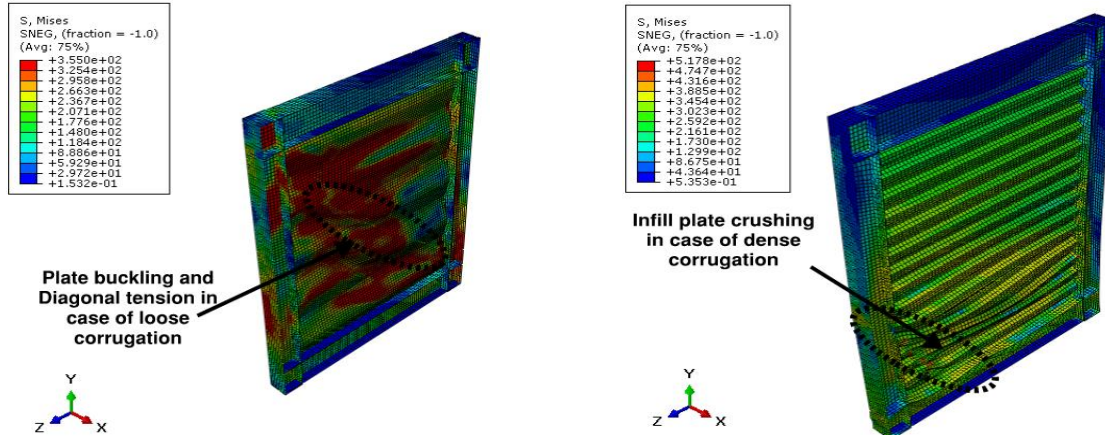 S, Mises
SNEG, (fraction = -1.0)
(Avg: 75%)
+3.550e+02
+3.254e+02
+2.958e+02
+2.663e+02
+2.367e+02
+2.071e+02
+1.776e+02
+1.480e+02
+1.184e+02
+8.886e+01
+5.929e+01
+2.972e+01
+1.532e-01
Plate buckling and
Diagonal tension in
case of loose
corrugation
Y
Z
X
S, Mises
SNEG, (fraction = -1.0)
(Avg: 75%)
+5.178e+02
+4.747e+02
+4.316e+02
+3.885e+02
+3.454e+02
+3.023e+02
+2.592e+02
+2.161e+02
+1.730e+02
+1.299e+02
+8.675e+01
+4.364e+01
+5.353e-01
Infill plate crushing
in case of dense
corrugation
Y
Z
X